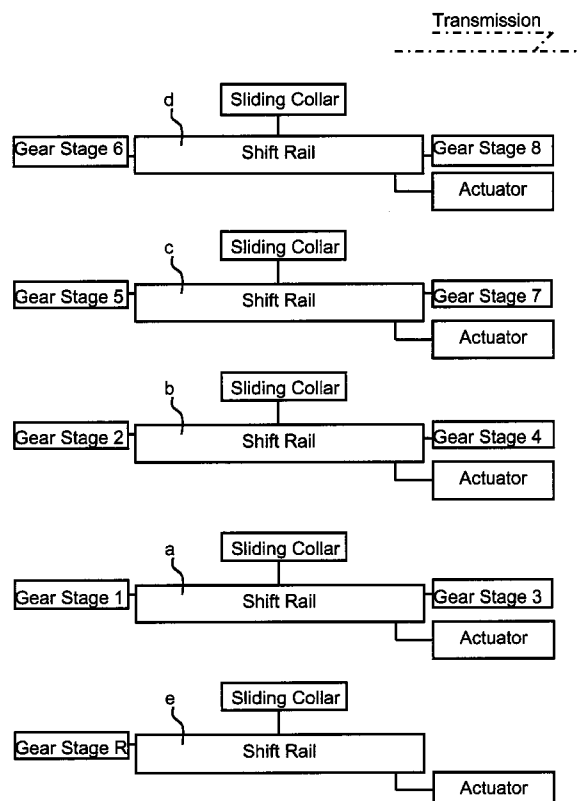 Transmission
d
Sliding Collar
Gear Stage 6
Shift Rail
Gear Stage 8
Actuator
c
Sliding Collar
Gear Stage 5
Shift Rail
Gear Stage 7
Actuator
b
Sliding Collar
Gear Stage 2
Shift Rail
Gear Stage 4
Actuator
a
Sliding Collar
Gear Stage 1
Shift Rail
Gear Stage 3
Actuator
e
Sliding Collar
Gear Stage R
Shift Rail
Actuator